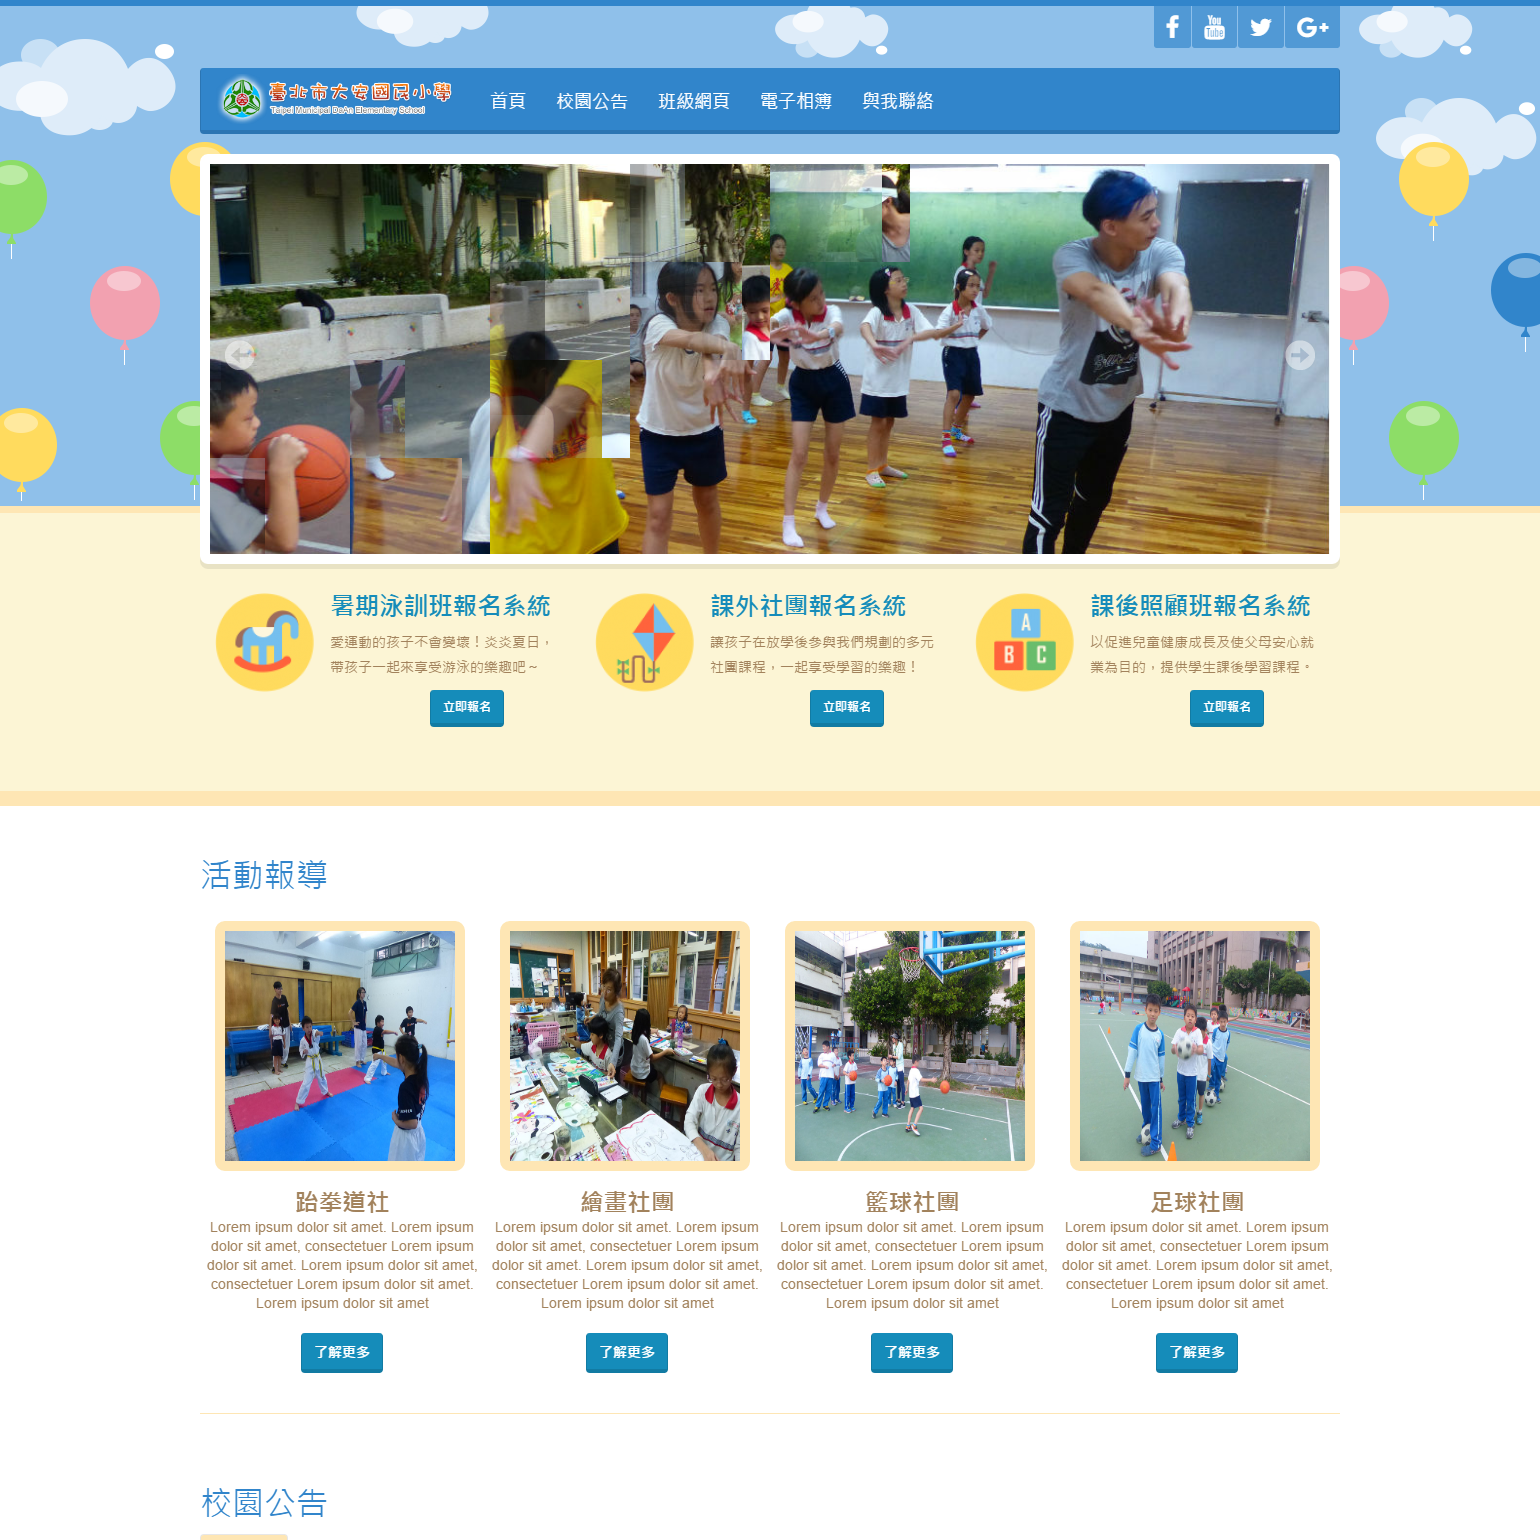 You
Tube
臺北市大安國民小學
Taipei Municipal DaAn Elementary School
首頁
校園公告
班級網頁
電子相簿
與我聯絡
暑期泳訓班報名系統
愛運動的孩子不會變壞！炎炎夏日，
帶孩子一起來享受游泳的樂趣吧～
立即報名
課外社團報名系統
讓孩子在放學後參與我們規劃的多元
社團課程，一起享受學習的樂趣！
立即報名
A
B
C
課後照顧班報名系統
以促進兒童健康成長及使父母安心就
業為目的，提供學生課後學習課程。
立即報名
活動報導
跆拳道社
Lorem ipsum dolor sit amet. Lorem ipsum
dolor sit amet, consectetuer Lorem ipsum
dolor sit amet. Lorem ipsum dolor sit amet,
consectetuer Lorem ipsum dolor sit amet.
Lorem ipsum dolor sit amet
了解更多
繪畫社團
Lorem ipsum dolor sit amet. Lorem ipsum
dolor sit amet, consectetuer Lorem ipsum
dolor sit amet. Lorem ipsum dolor sit amet,
consectetuer Lorem ipsum dolor sit amet.
Lorem ipsum dolor sit amet
了解更多
籃球社團
Lorem ipsum dolor sit amet. Lorem ipsum
dolor sit amet, consectetuer Lorem ipsum
dolor sit amet. Lorem ipsum dolor sit amet,
consectetuer Lorem ipsum dolor sit amet.
Lorem ipsum dolor sit amet
了解更多
足球社團
Lorem ipsum dolor sit amet. Lorem ipsum
dolor sit amet, consectetuer Lorem ipsum
dolor sit amet. Lorem ipsum dolor sit amet,
consectetuer Lorem ipsum dolor sit amet.
Lorem ipsum dolor sit amet
了解更多
校園公告